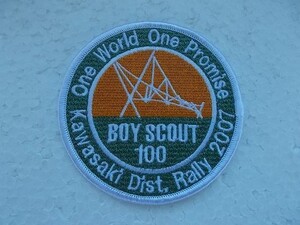 One World One Promise
BOY SCOUT
100
Kawasaki Dist, Rally 2007